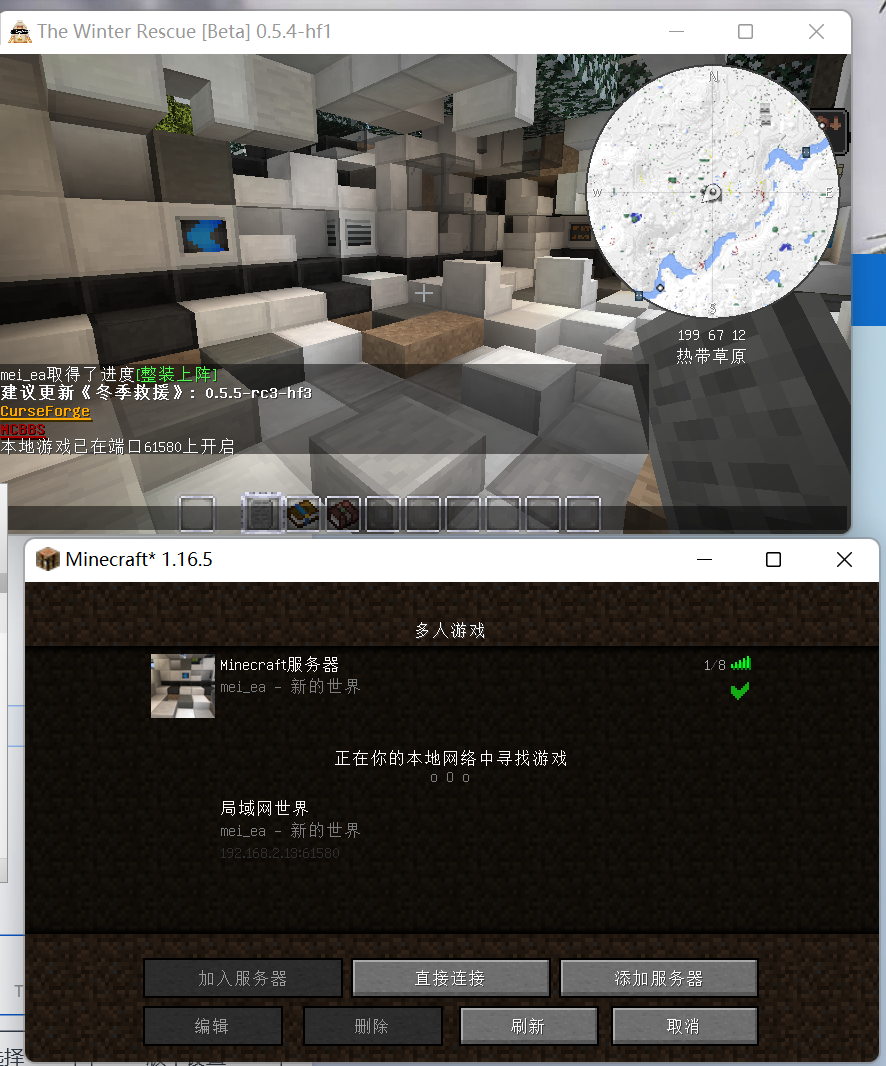 The Winter Rescue [Beta] 0.5.4-hf1
N
W
E
S
199 67 12
热带草原
mei_ea取得了进度[整装上阵]
建议更新《冬季救援》: 0.5.5-rc3-hf3
CurseForge
MCBBS
本地游戏已在端口61580上开启
Minecraft* 1.16.5
多人游戏
Minecraft服务器
1/8
mei_ea - 新的世界
正在你的本地网络中寻找游戏
o O o
局域网世界
mei_ea - 新的世界
192.168.2.13:61580
加入服务器
直接连接
添加服务器
编辑
删除
刷新
取消